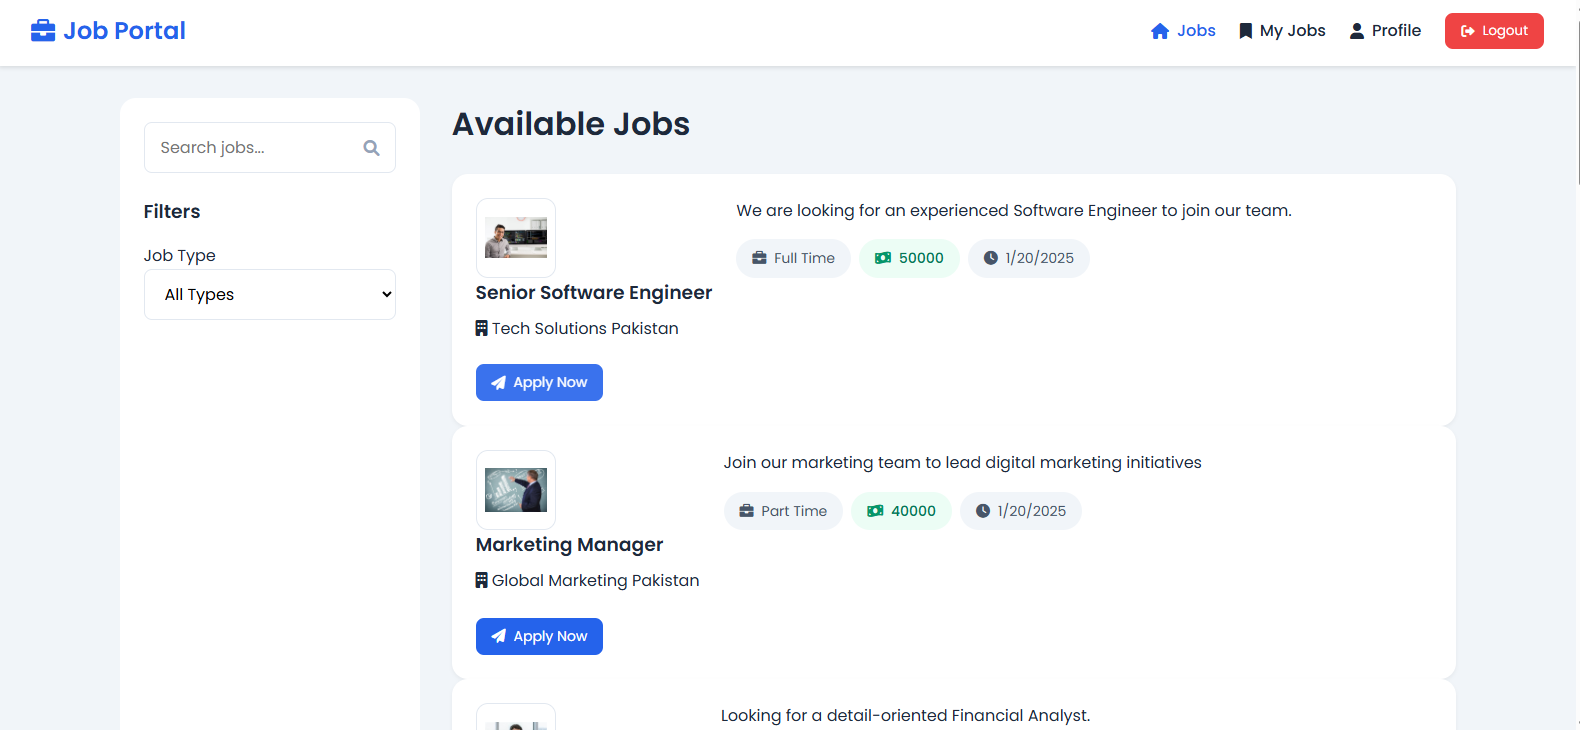 Job Portal
Jobs
My Jobs
Profile
Logout
Search jobs...
Filters
Job Type
All Types
Available Jobs
We are looking for an experienced Software Engineer to join our team.
Full Time
50000
1/20/2025
Senior Software Engineer
Tech Solutions Pakistan
Apply Now
Join our marketing team to lead digital marketing initiatives
Part Time
40000
1/20/2025
Marketing Manager
Global Marketing Pakistan
Apply Now
Looking for a detail-oriented Financial Analyst.